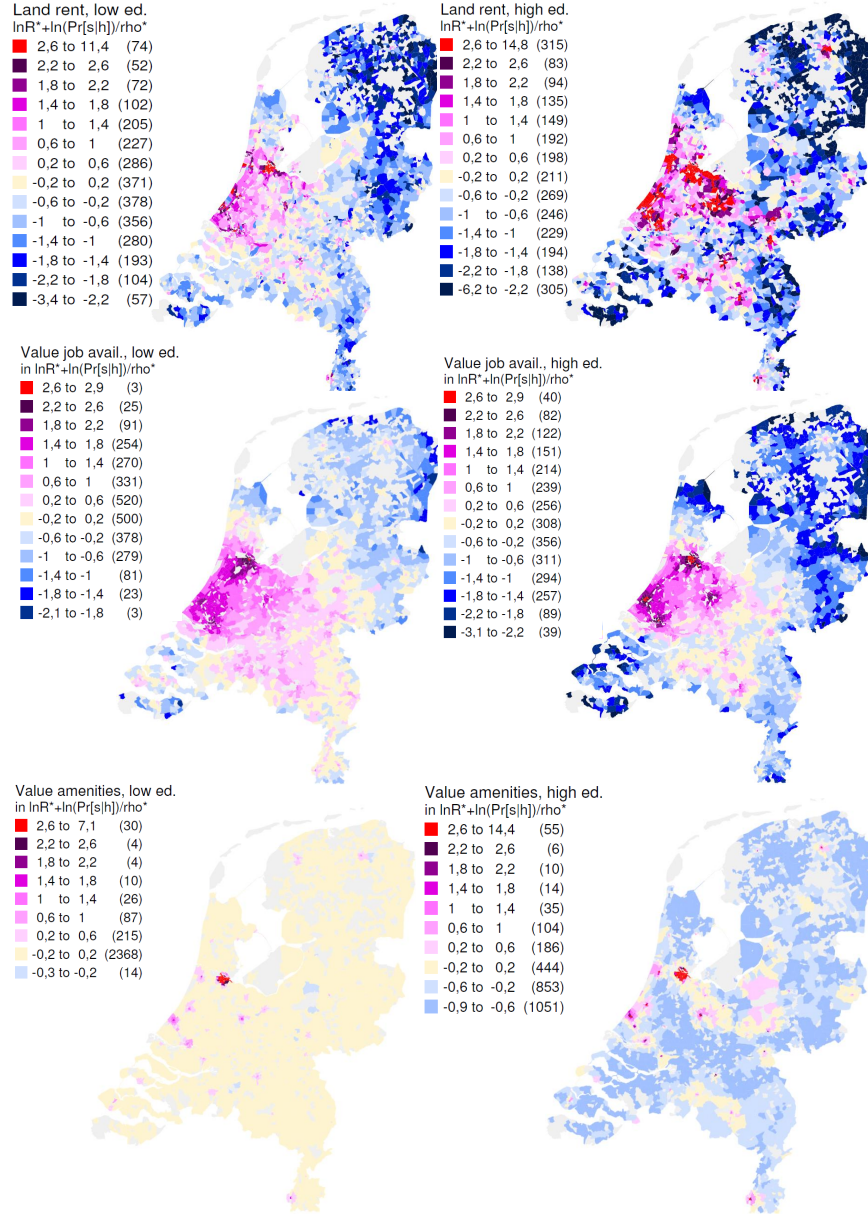 Land rent, low ed.
lnR*+ln(Pr[s|h])/rho*
2,6 to 11,4 (74)
2,2 to 2,6 (52)
1,8 to 2,2 (72)
1,4 to 1,8 (102)
1 to 1,4 (205)
0,6 to 1 (227)
0,2 to 0,6 (286)
-0,2 to 0,2 (371)
-0,6 to -0,2 (378)
-1 to -0,6 (356)
-1,4 to -1 (280)
-1,8 to -1,4 (193)
-2,2 to -1,8 (104)
-3,4 to -2,2 (57)
Land rent, high ed.
lnR*+ln(Pr[s|h])/rho*
2,6 to 14,8 (315)
2,2 to 2,6 (83)
1,8 to 2,2 (94)
1,4 to 1,8 (135)
1 to 1,4 (149)
0,6 to 1 (192)
0,2 to 0,6 (198)
-0,2 to 0,2 (211)
-0,6 to -0,2 (269)
-1 to -0,6 (246)
-1,4 to -1 (229)
-1,8 to -1,4 (194)
-2,2 to -1,8 (138)
-6,2 to -2,2 (305)
Value job avail., low ed.
in lnR*+ln(Pr[s|h])/rho*
2,6 to 2,9 (3)
2,2 to 2,6 (25)
1,8 to 2,2 (91)
1,4 to 1,8 (254)
1 to 1,4 (270)
0,6 to 1 (331)
0,2 to 0,6 (520)
-0,2 to 0,2 (500)
-0,6 to -0,2 (378)
-1 to -0,6 (279)
-1,4 to -1 (81)
-1,8 to -1,4 (23)
-2,1 to -1,8 (3)
Value job avail., high ed.
in lnR*+ln(Pr[s|h])/rho*
2,6 to 2,9 (40)
2,2 to 2,6 (82)
1,8 to 2,2 (122)
1,4 to 1,8 (151)
1 to 1,4 (214)
0,6 to 1 (239)
0,2 to 0,6 (256)
-0,2 to 0,2 (308)
-0,6 to -0,2 (356)
-1 to -0,6 (311)
-1,4 to -1 (294)
-1,8 to -1,4 (257)
-2,2 to -1,8 (89)
-3,1 to -2,2 (39)
Value amenities, low ed.
in lnR*+ln(Pr[s|h])/rho*
2,6 to 7,1 (30)
2,2 to 2,6 (4)
1,8 to 2,2 (4)
1,4 to 1,8 (10)
1 to 1,4 (26)
0,6 to 1 (87)
0,2 to 0,6 (215)
-0,2 to 0,2 (2368)
-0,3 to -0,2 (14)
Value amenities, high ed.
in lnR*+ln(Pr[s|h])/rho*
2,6 to 14,4 (55)
2,2 to 2,6 (6)
1,8 to 2,2 (10)
1,4 to 1,8 (14)
1 to 1,4 (35)
0,6 to 1 (104)
0,2 to 0,6 (186)
-0,2 to 0,2 (444)
-0,6 to -0,2 (853)
-0,9 to -0,6 (1051)